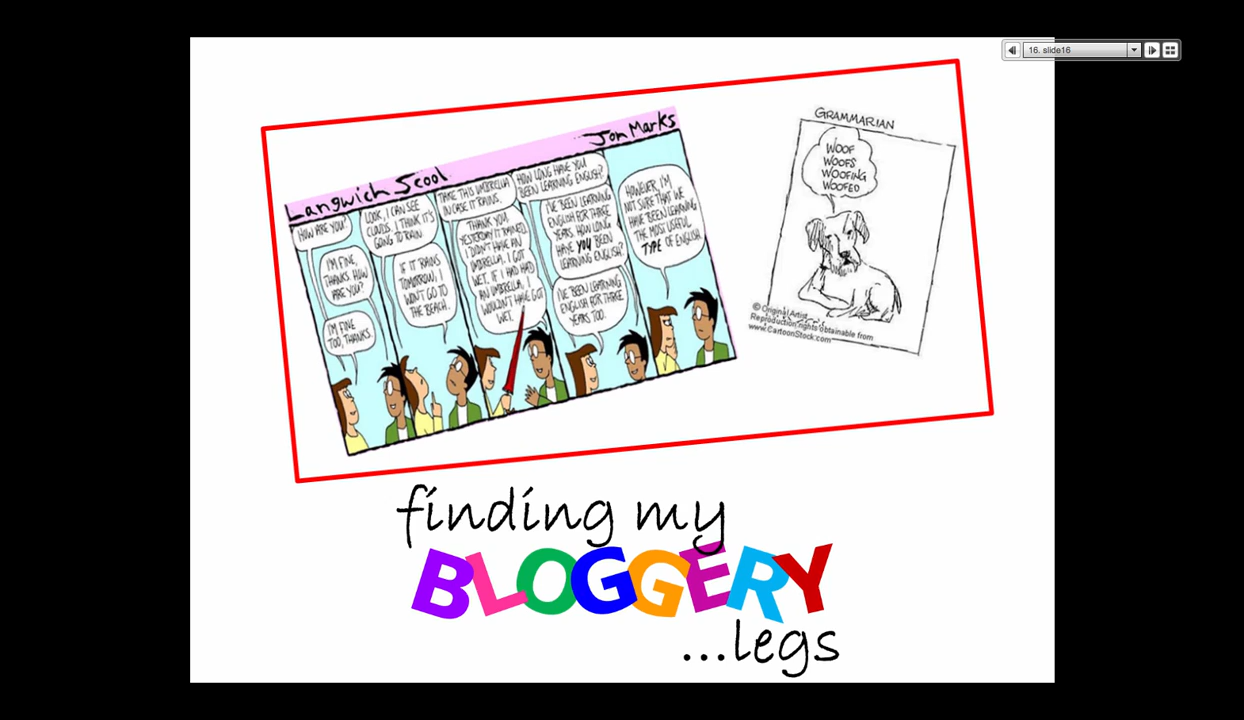 16. slide16
Langwich Scool
Jon Marks
HOW ARE YOU?
I'M FINE,
THANKS. HOW
ARE YOU?
I'M FINE
TOO, THANKS.
LOOK, I CAN SEE
CLOUDS. I THINK IT'S
GOING TO RAIN.
IF IT RAINS
TOMORROW, I
WON'T GO TO
THE BEACH.
TAKE THIS UMBRELLA
IN CASE IT RAINS.
THANK YOU.
YESTERDAY IT RAINED.
I DIDN'T HAVE AN
UMBRELLA. I GOT
WET. IF I HAD HAD
AN UMBRELLA, I
WOULDN'T HAVE GOT
WET.
HOW LONG HAVE YOU
BEEN LEARNING ENGLISH?
I'VE BEEN LEARNING
ENGLISH FOR THREE
YEARS. HOW LONG
HAVE YOU BEEN
LEARNING ENGLISH?
I'VE BEEN LEARNING
ENGLISH FOR THREE
YEARS TOO.
HOWEVER, I'M
NOT SURE THAT WE
HAVE BEEN LEARNING
THE MOST USEFUL
TYPE OF ENGLISH.
GRAMMARIAN
WOOF
WOOFS
WOOFING
WOOFED
© Original Artist
Reproduction rights obtainable from
www.CartoonStock.com
finding my
BLOGGERY
...legs